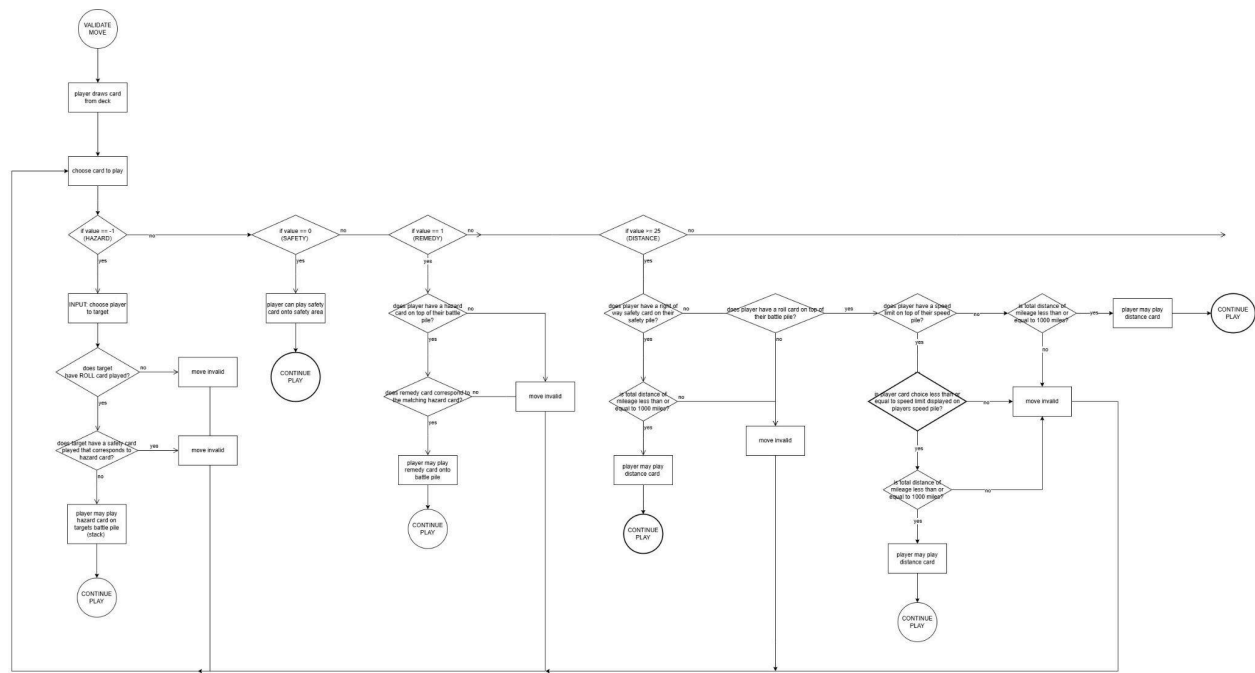 VALIDATE
MOVE
player draws card
from deck
choose card to play
if value == -1
(HAZARD)
no
if value == 0
(SAFETY)
no
if value == 1
(REMEDY)
no
if value >= 25
(DISTANCE)
no
yes
yes
yes
yes
INPUT: choose player
to target
player can play safety
card onto safety area
does player have a hazard
card on top of their battle
pile?
no
does player have a right of
way safety card on their
safety pile?
no
does player have a roll card on top of
their battle pile?
yes
does player have a speed
limit on top of their speed
pile?
no
is total distance of
mileage less than or
equal to 1000 miles?
yes
player may play
distance card
CONTINUE
PLAY
yes
yes
no
yes
no
does target
have ROLL card played?
no
move invalid
CONTINUE
PLAY
does remedy card correspond to
the matching hazard card?
no
move invalid
is total distance of
mileage less than or
equal to 1000 miles?
no
is player card choice less than or
equal to speed limit displayed on
players speed pile?
no
move invalid
yes
yes
yes
yes
does target have a safety card
played that corresponds to
hazard card?
yes
move invalid
move invalid
no
player may play
remedy card onto
battle pile
player may play
distance card
is total distance of
mileage less than or
equal to 1000 miles?
no
yes
player may play
hazard card on
targets battle pile
(stack)
CONTINUE
PLAY
CONTINUE
PLAY
player may play
distance card
CONTINUE
PLAY
CONTINUE
PLAY